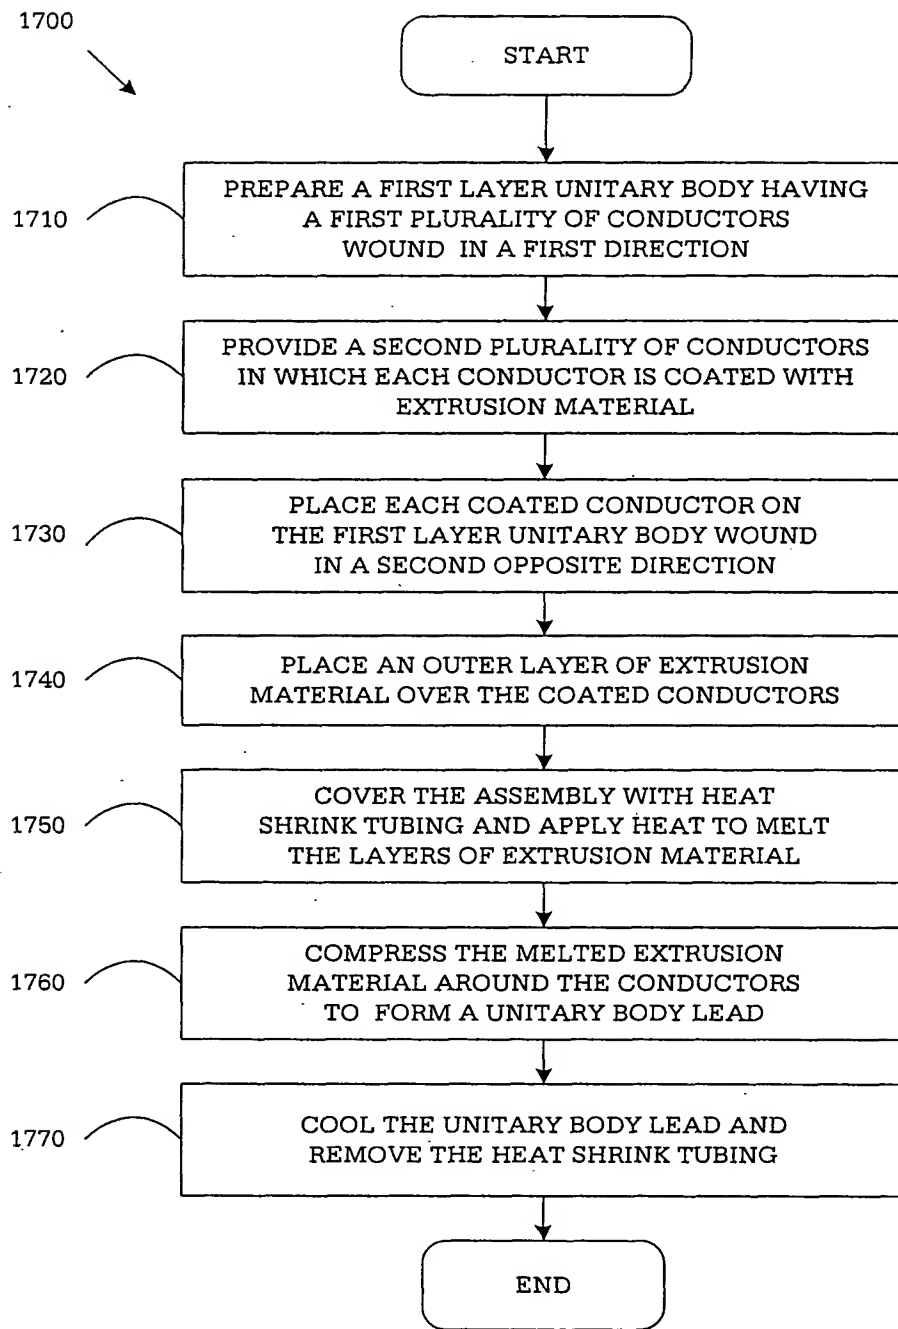 1700
START
1710
PREPARE A FIRST LAYER UNITARY BODY HAVING
A FIRST PLURALITY OF CONDUCTORS
WOUND IN A FIRST DIRECTION
1720
PROVIDE A SECOND PLURALITY OF CONDUCTORS
IN WHICH EACH CONDUCTOR IS COATED WITH
EXTRUSION MATERIAL
1730
PLACE EACH COATED CONDUCTOR ON
THE FIRST LAYER UNITARY BODY WOUND
IN A SECOND OPPOSITE DIRECTION
1740
PLACE AN OUTER LAYER OF EXTRUSION
MATERIAL OVER THE COATED CONDUCTORS
1750
COVER THE ASSEMBLY WITH HEAT
SHRINK TUBING AND APPLY HEAT TO MELT
THE LAYERS OF EXTRUSION MATERIAL
1760
COMPRESS THE MELTED EXTRUSION
MATERIAL AROUND THE CONDUCTORS
TO FORM A UNITARY BODY LEAD
1770
COOL THE UNITARY BODY LEAD AND
REMOVE THE HEAT SHRINK TUBING
END